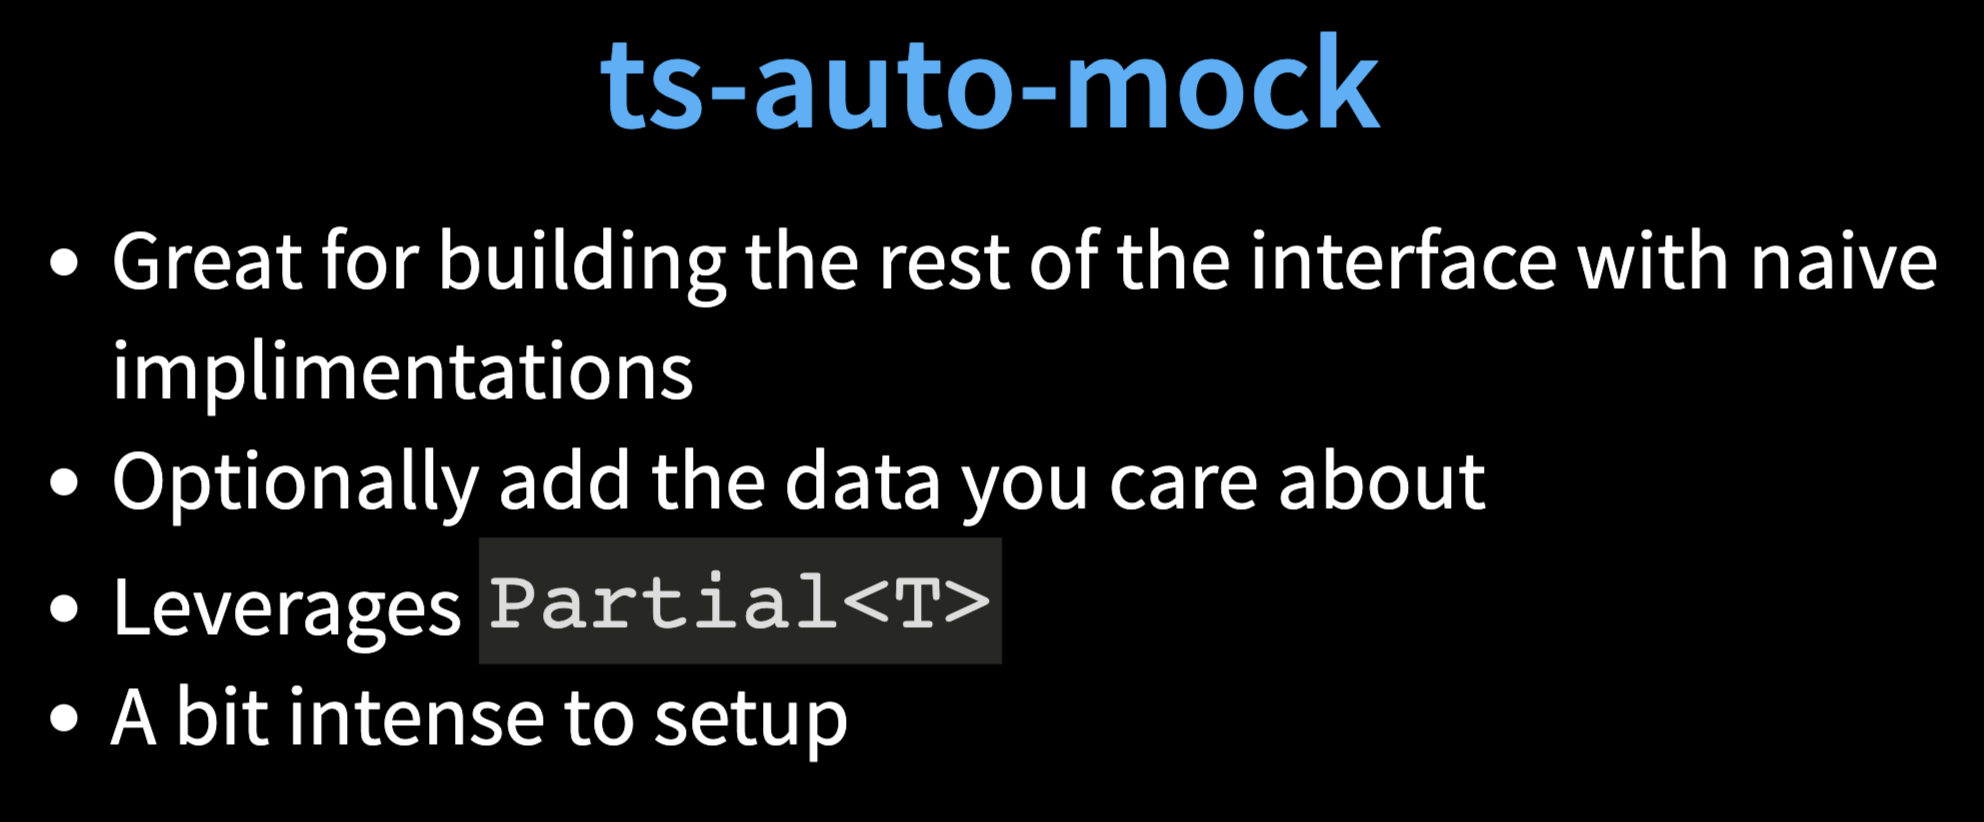 ts-auto-mock
• Great for building the rest of the interface with naive
implimentations
• Optionally add the data you care about
• Leverages Partial<T>
• A bit intense to setup